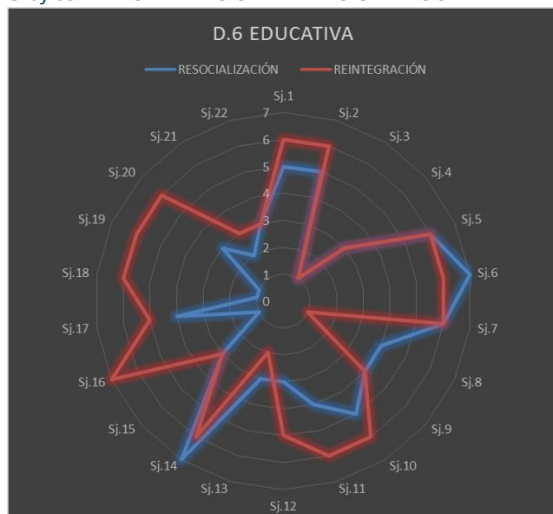 D.6 EDUCATIVA
RESOCIALIZACIÓN REINTEGRACIÓN
Sj.1
Sj.2
Sj.3
Sj.4
Sj.5
Sj.6
Sj.7
Sj.8
Sj.9
Sj.10
Sj.11
Sj.12
Sj.13
Sj.14
Sj.15
Sj.16
Sj.17
Sj.18
Sj.19
Sj.20
Sj.21
Sj.22
7
6
5
4
3
2
1
0